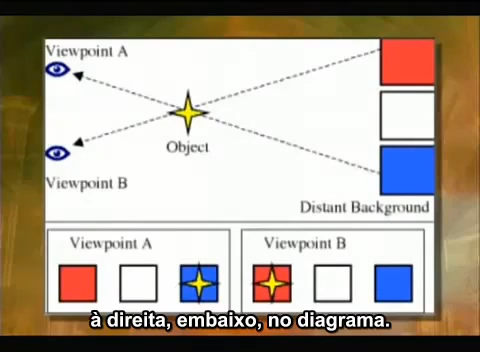 Viewpoint A
Object
Viewpoint B
Distant Background
Viewpoint A
Viewpoint B
à direita, embaixo, no diagrama.